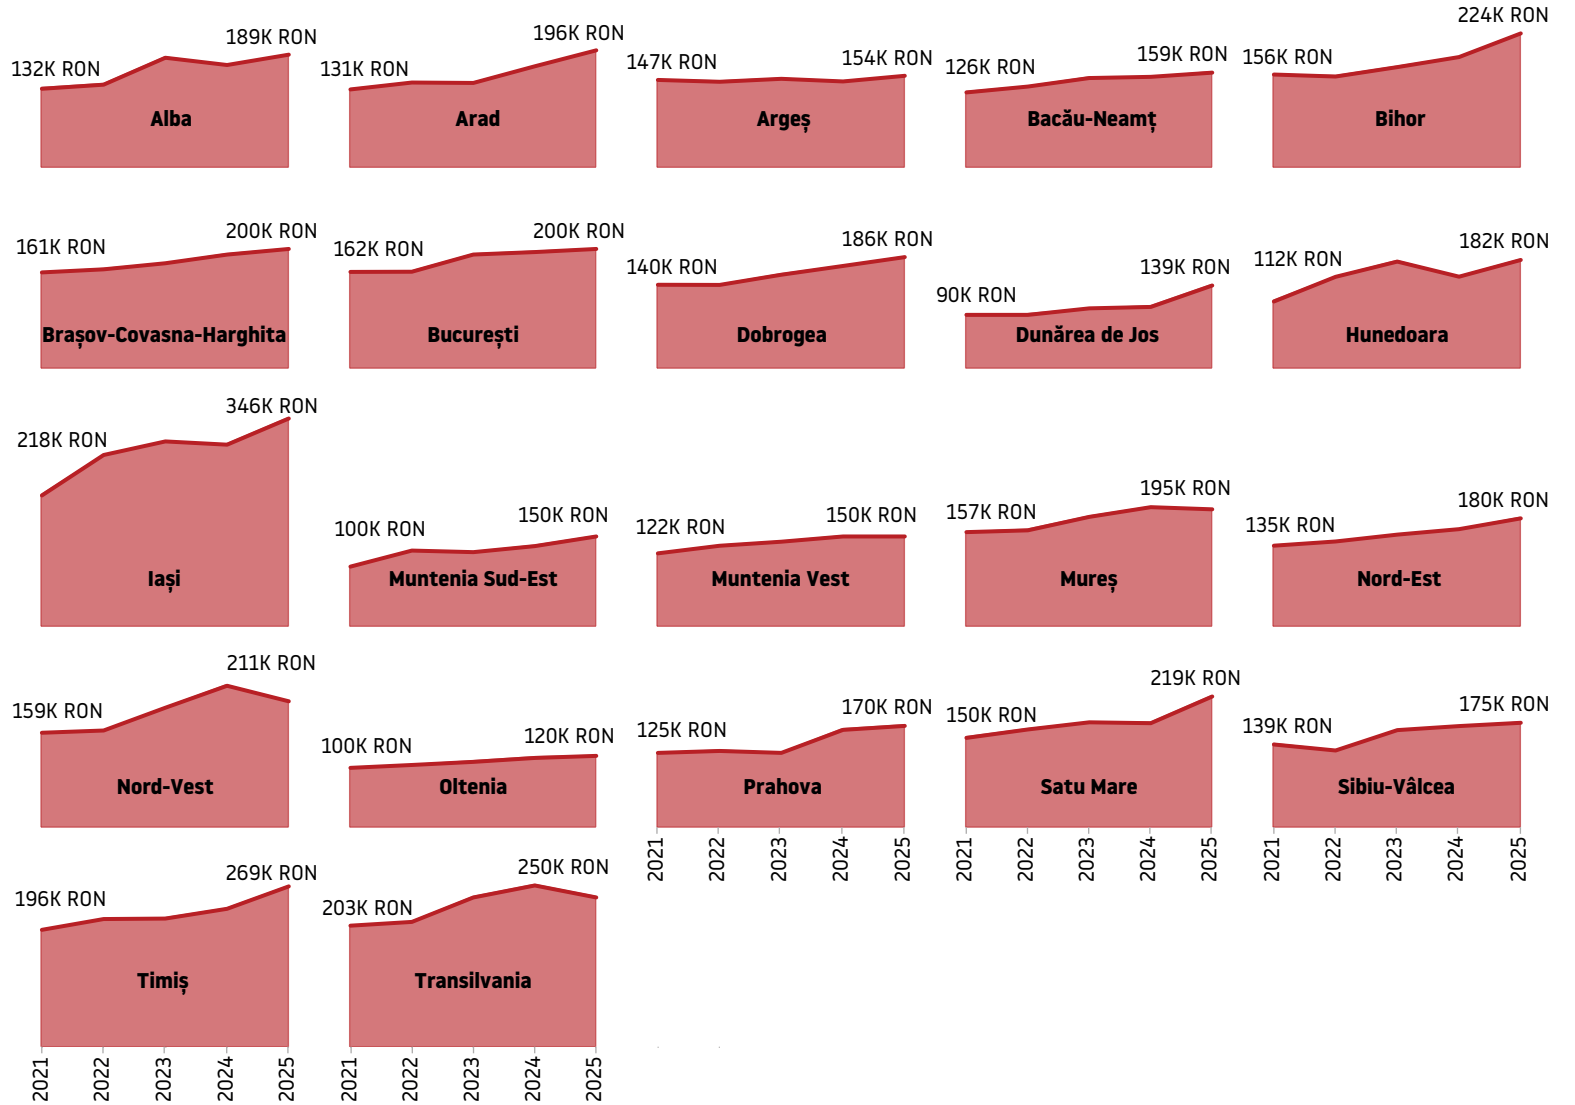 132K RON
189K RON
Alba
131K RON
196K RON
Arad
147K RON
154K RON
Argeș
126K RON
159K RON
Bacău-Neamț
156K RON
224K RON
Bihor
161K RON
200K RON
Brașov-Covasna-Harghita
162K RON
200K RON
București
140K RON
186K RON
Dobrogea
90K RON
139K RON
Dunărea de Jos
112K RON
182K RON
Hunedoara
218K RON
346K RON
Iași
100K RON
150K RON
Muntenia Sud-Est
122K RON
150K RON
Muntenia Vest
157K RON
195K RON
Mureș
135K RON
180K RON
Nord-Est
159K RON
211K RON
Nord-Vest
100K RON
120K RON
Oltenia
125K RON
170K RON
Prahova
2021
2022
2023
2024
2025
150K RON
219K RON
Satu Mare
2021
2022
2023
2024
2025
139K RON
175K RON
Sibiu-Vâlcea
2021
2022
2023
2024
2025
196K RON
269K RON
Timiș
2021
2022
2023
2024
2025
203K RON
250K RON
Transilvania
2021
2022
2023
2024
2025